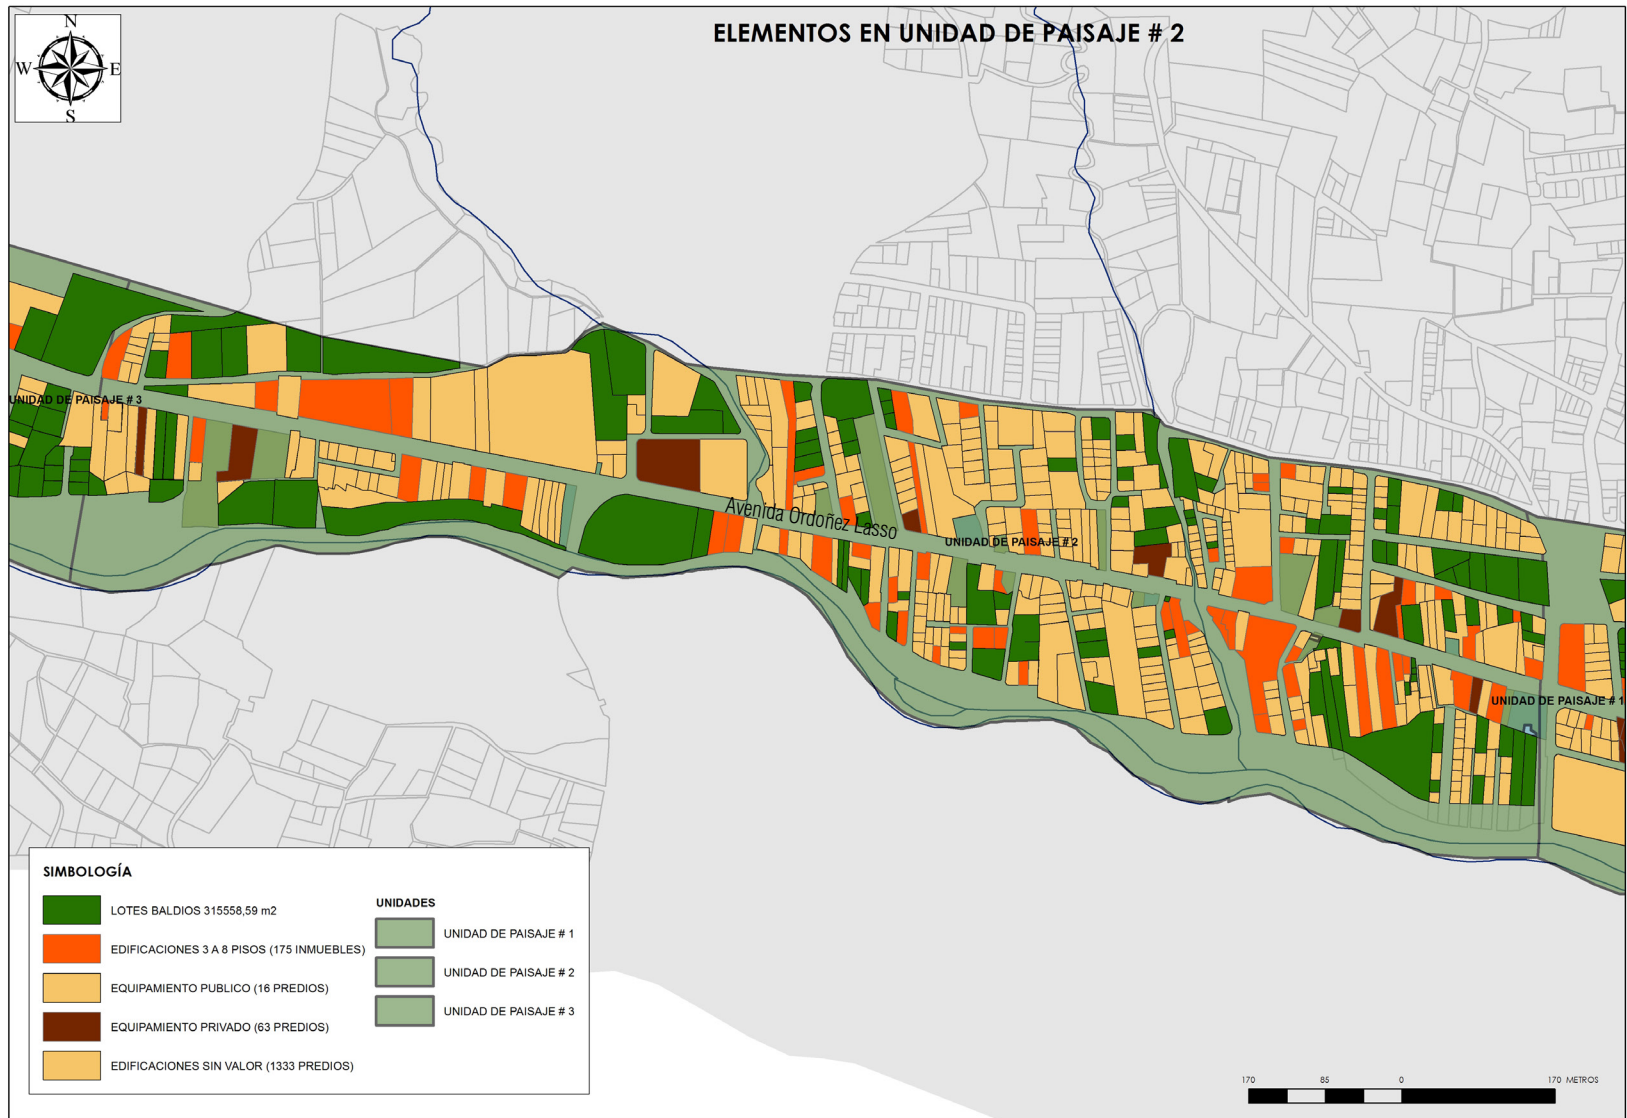 ELEMENTOS EN UNIDAD DE PAISAJE # 2
N
W E
S
UNIDAD DE PAISAJE # 3
Avenida Ordoñez Lasso
UNIDAD DE PAISAJE # 2
UNIDAD DE PAISAJE # 1
SIMBOLOGÍA
LOTES BALDIOS 315558,59 m2
EDIFICACIONES 3 A 8 PISOS (175 INMUEBLES)
EQUIPAMIENTO PUBLICO (16 PREDIOS)
EQUIPAMIENTO PRIVADO (63 PREDIOS)
EDIFICACIONES SIN VALOR (1333 PREDIOS)
UNIDADES
UNIDAD DE PAISAJE # 1
UNIDAD DE PAISAJE # 2
UNIDAD DE PAISAJE # 3
170 85 0 170 METROS